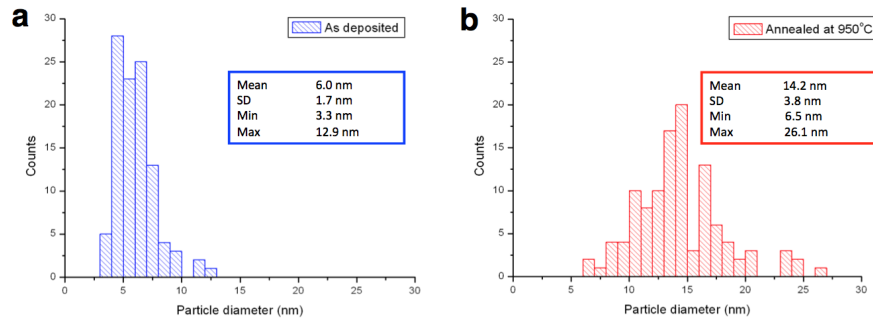 a
As deposited
30
25
20
15
10
5
0
Counts
Mean 6.0 nm
SD 1.7 nm
Min 3.3 nm
Max 12.9 nm
0 5 10 15 20 25 30
Particle diameter (nm)
b
Annealed at 950°C
30
25
20
15
10
5
0
Counts
Mean 14.2 nm
SD 3.8 nm
Min 6.5 nm
Max 26.1 nm
0 5 10 15 20 25 30
Particle diameter (nm)